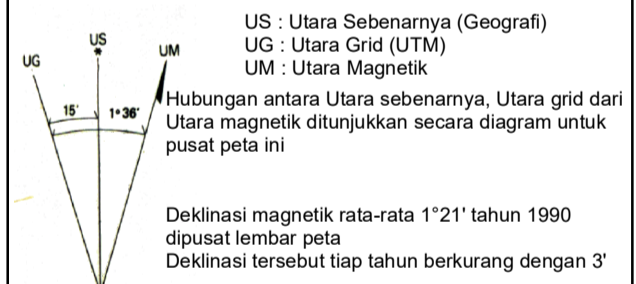 US : Utara Sebenarnya (Geografi)
UG : Utara Grid (UTM)
UM : Utara Magnetik
US
UG
UM
15'
1°36'
Hubungan antara Utara sebenarnya, Utara grid dari
Utara magnetik ditunjukkan secara diagram untuk
pusat peta ini
Deklinasi magnetik rata-rata 1°21' tahun 1990
dipusat lembar peta
Deklinasi tersebut tiap tahun berkurang dengan 3'